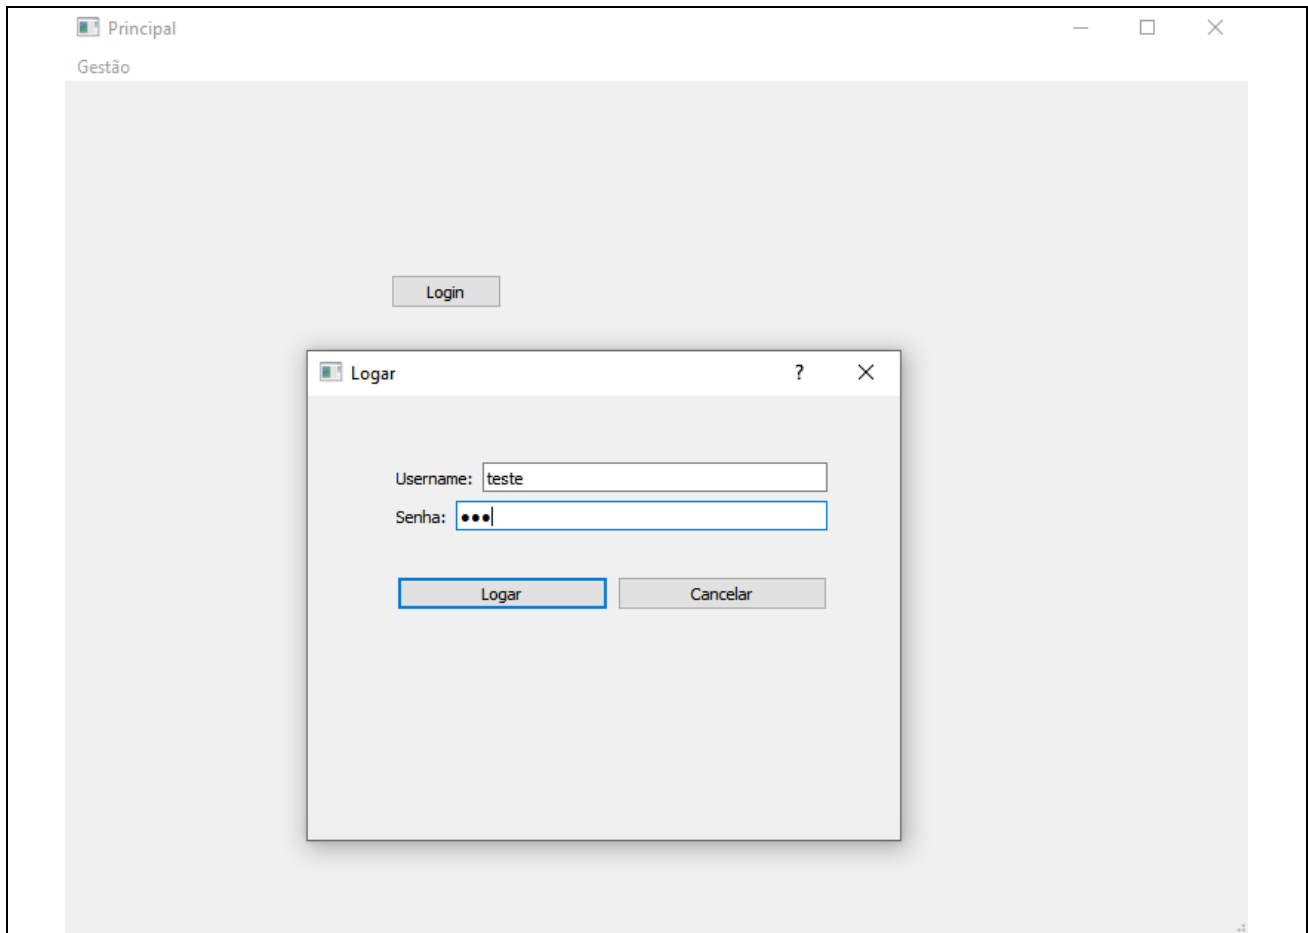 Principal
Gestão
Login
Logar ?
Username: teste
Senha: •••
Logar Cancelar